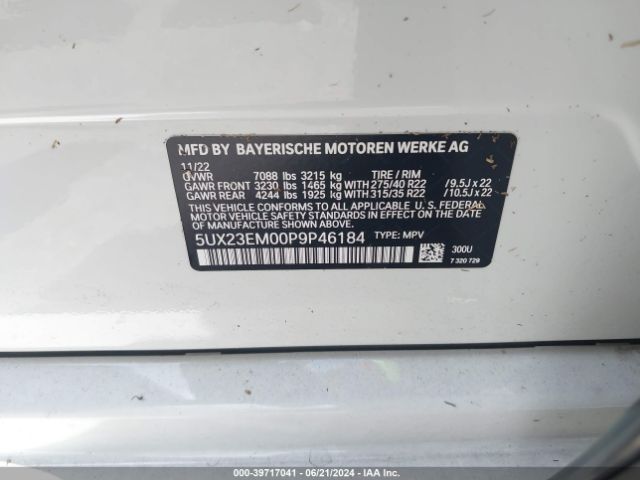 MFD BY BAYERISCHE MOTOREN WERKE AG
11/22
GVWR 7088 lbs 3215 kg TIRE / RIM
GAWR FRONT 3230 lbs 1465 kg WITH 275/40 R22 /9.5J x 22
GAWR REAR 4244 lbs 1925 kg WITH 315/35 R22 /10.5J x 22
THIS VEHICLE CONFORMS TO ALL APPLICABLE U. S. FEDERAL
MOTOR VEHICLE SAFETY STANDARDS IN EFFECT ON THE
DATE OF MANUFACTURE SHOWN ABOVE.
5UX23EM00P9P46184 TYPE: MPV
300U
7 320 729
000-39717041 / 06/21/2024 / IAA Inc.